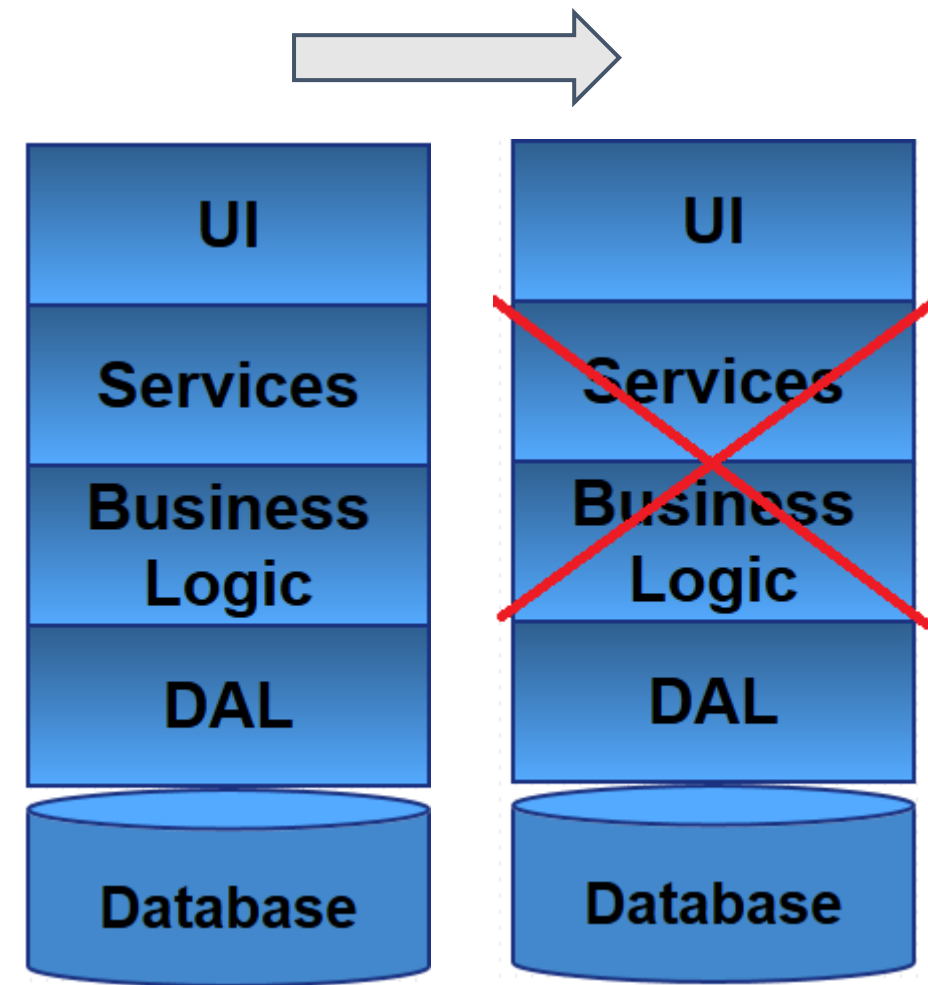 UI
Services
Business
Logic
DAL
Database
UI
Services
Business
Logic
DAL
Database